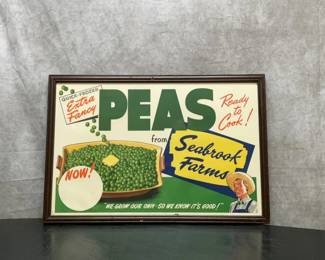 QUICK-FROZEN
Extra
Fancy
PEAS
Ready
to
Cook!
from
Seabrook
Farms
NOW!
"WE GROW OUR OWN-SO WE KNOW IT'S GOOD!"